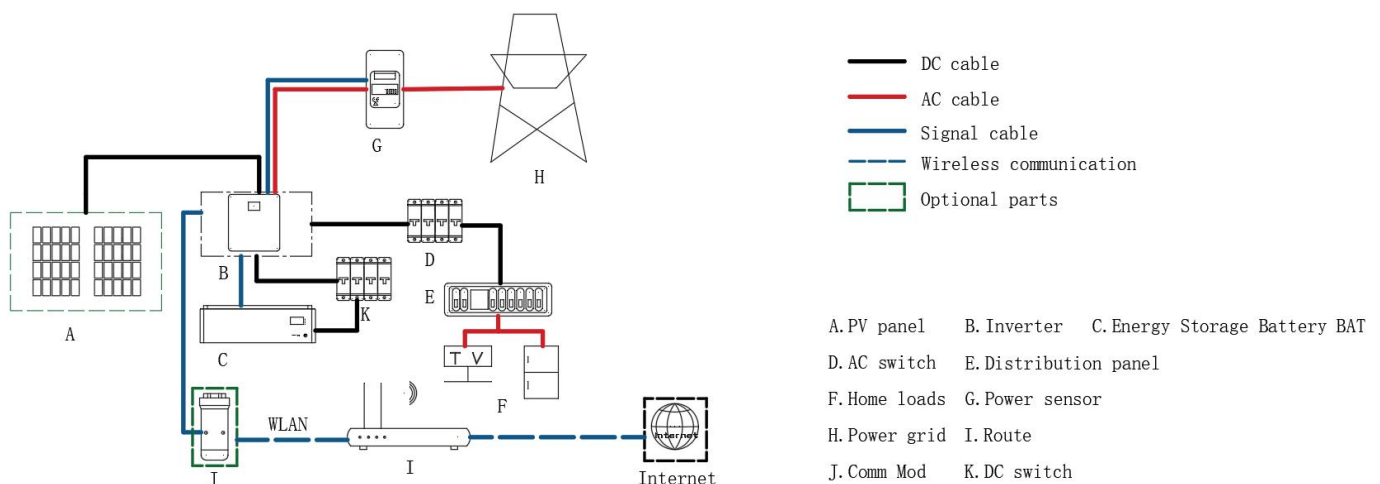 DC cable
AC cable
Signal cable
Wireless communication
Optional parts
G
H
A
B
D
K
E
C
T V
F
WLAN
I
J
Internet
Internet
A.PV panel B.Inverter C.Energy Storage Battery BAT
D.AC switch E.Distribution panel
F.Home loads G.Power sensor
H.Power grid I.Route
J.Comm Mod K.DC switch